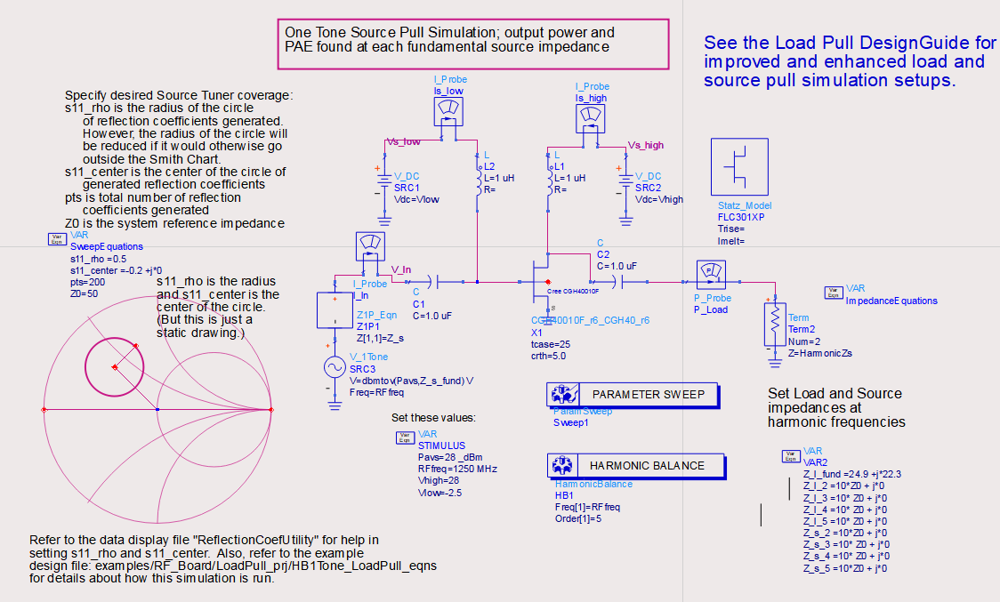 One Tone Source Pull Simulation; output power and
PAE found at each fundamental source impedance
See the Load Pull DesignGuide for
improved and enhanced load and
source pull simulation setups.
Specify desired Source Tuner coverage:
s11_rho is the radius of the circle
of reflection coefficients generated.
However, the radius of the circle will
be reduced if it would otherwise go
outside the Smith Chart.
s11_center is the center of the circle of
generated reflection coefficients
pts is total number of reflection
coefficients generated
Z0 is the system reference impedance
Var
Eqn
VAR
SweepEquations
s11_rho =0.5
s11_center =-0.2 +j*0
pts=200
Z0=50
s11_rho is the radius
and s11_center is the
center of the circle.
(But this is just a
static drawing.)
I_Probe
Is_low
Vs_low
V_DC
SRC1
Vdc=Vlow
L
L2
L=1 uH
R=
I_Probe
Is_high
Vs_high
L
L1
L=1 uH
R=
V_DC
SRC2
Vdc=Vhigh
Statz_Model
FLC301XP
Trise=
Imelt=
I_Probe
I_In
V_In
Z1P_Eqn
Z1P1
Z[1,1]=Z_s
V_1Tone
SRC3
V=dbmtov(Pavs,Z_s_fund) V
Freq=RFfreq
C
C1
C=1.0 uF
C
C2
C=1.0 uF
Cree CGH40010F
CGH40010F_r6_CGH40_r6
X1
tcase=25
crth=5.0
P
P_Probe
P_Load
Term
Term2
Num=2
Z=HarmonicZs
Var
Eqn
VAR
ImpedanceEquations
Set these values:
Var
Eqn
VAR
STIMULUS
Pavs=28 _dBm
RFfreq=1250 MHz
Vhigh=28
Vlow=-2.5
PARAMETER SWEEP
ParamSweep
Sweep1
HARMONIC BALANCE
HarmonicBalance
HB1
Freq[1]=RFfreq
Order[1]=5
Set Load and Source
impedances at
harmonic frequencies
Var
Eqn
VAR
VAR2
Z_l_fund =24.9 +j*22.3
Z_l_2 =10*Z0 + j*0
Z_l_3 =10* Z0 + j*0
Z_l_4 =10* Z0 + j*0
Z_l_5 =10* Z0 + j*0
Z_s_2 =10*Z0 + j*0
Z_s_3 =10* Z0 + j*0
Z_s_4 =10* Z0 + j*0
Z_s_5 =10*Z0 + j*0
Refer to the data display file "ReflectionCoefUtility" for help in
setting s11_rho and s11_center. Also, refer to the example
design file: examples/RF_Board/LoadPull_prj/HB1Tone_LoadPull_eqns
for details about how this simulation is run.